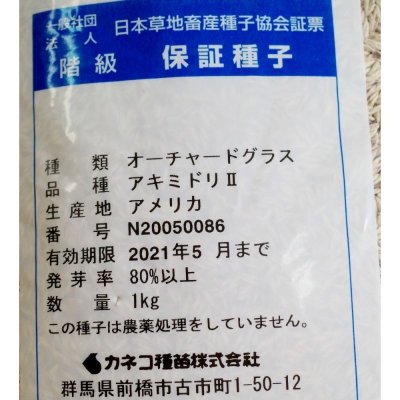 一般社団 日本草地畜産種子協会証票
法 人
階 級 保証種子
種 類 オーチャードグラス
品 種 アキミドリⅡ
生 産 地 アメリカ
番 号 N20050086
有効期限 2021年5 月まで
発 芽 率 80%以上
数 量 1kg
この種子は農薬処理をしていません。
カネコ種苗株式会社
群馬県前橋市古市町1-50-12